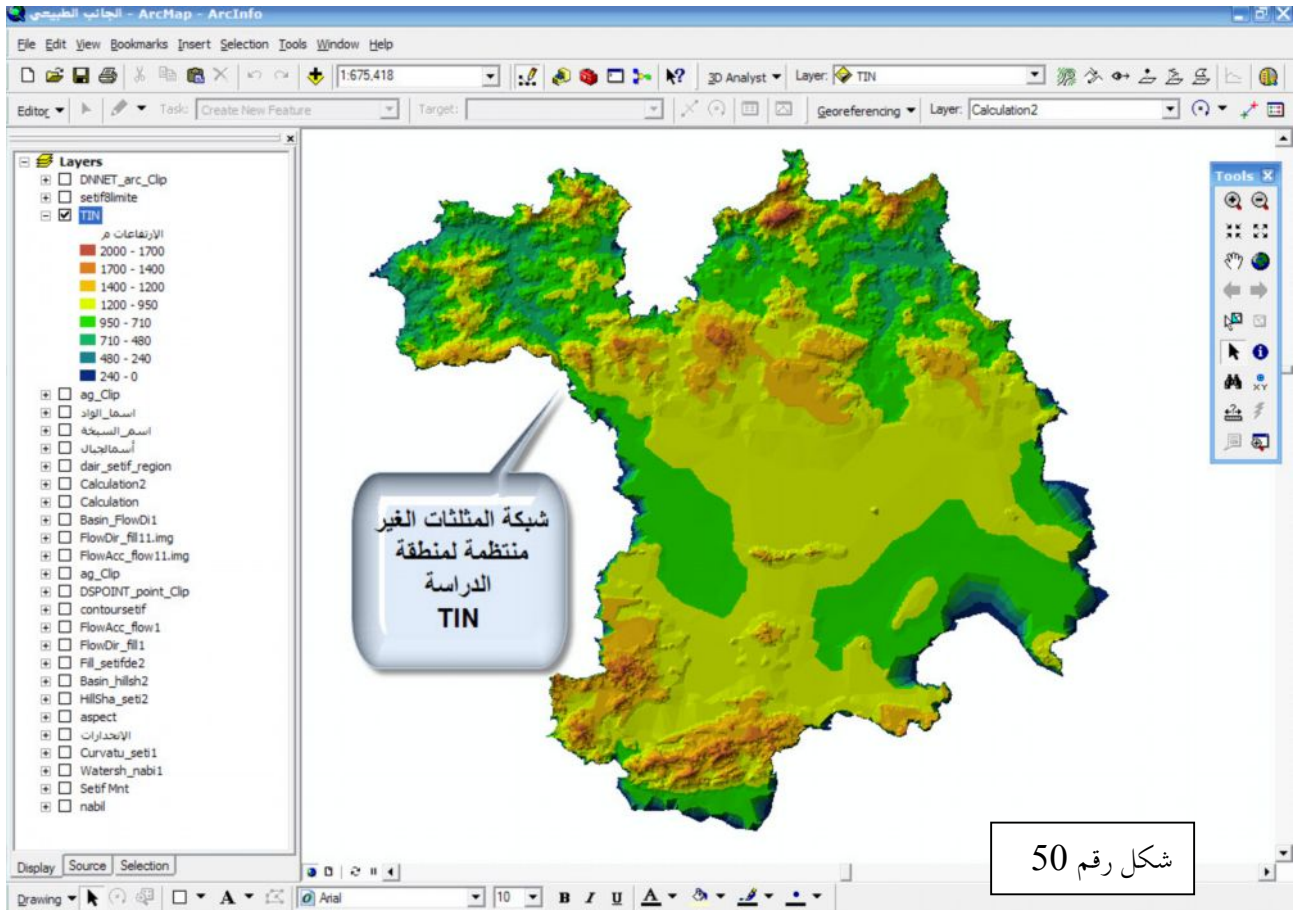 الجانب الطبيعي - ArcMap - ArcInfo
File Edit View Bookmarks Insert Selection Tools Window Help
1:675,418
3D Analyst Layer: TIN
Editor Task: Create New Feature Target:
Georeferencing Layer: Calculation2
Layers
DNNET_arc_Clip
setif8limite
TIN
الارتفاعات م
2000 - 1700
1700 - 1400
1400 - 1200
1200 - 950
950 - 710
710 - 480
480 - 240
240 - 0
ag_Clip
اسما_الواد
اسم_السبخة
أسمالجبال
dair_setif_region
Calculation2
Calculation
Basin_FlowDi1
FlowDir_fill11.img
FlowAcc_flow11.img
ag_Clip
DSPOINT_point_Clip
contoursetif
FlowAcc_flow1
FlowDir_fill1
Fill_setifde2
Basin_hillsh2
HillSha_seti2
aspect
الإنحدارات
Curvatu_seti1
Watersh_nabi1
Setif Mnt
nabil
Display Source Selection
Drawing A Arial 10 B I U A
Tools
XY
شبكة المثلثات الغير
منتظمة لمنطقة
الدراسة
TIN
شكل رقم 50